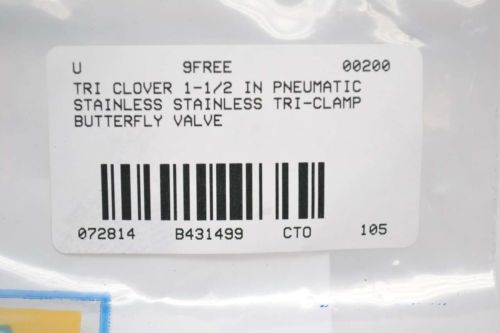 U 9FREE 00200
TRI CLOVER 1-1/2 IN PNEUMATIC
STAINLESS STAINLESS TRI-CLAMP
BUTTERFLY VALVE
072814 B431499 CTO 105